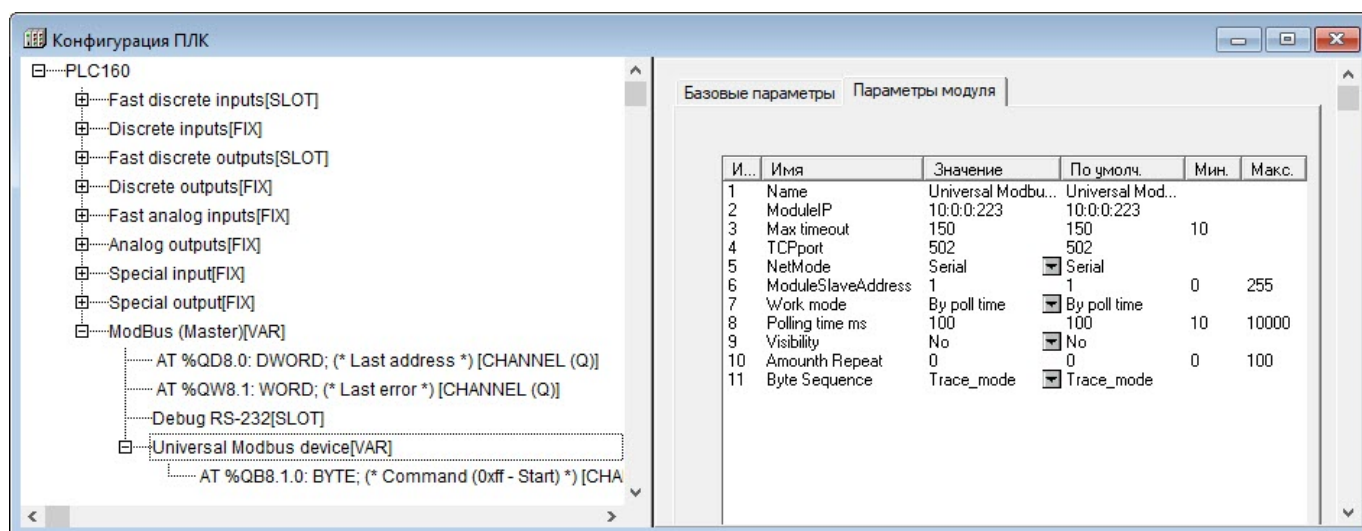 Конфигурация ПЛК
PLC160
Fast discrete inputs[SLOT]
Discrete inputs[FIX]
Fast discrete outputs[SLOT]
Discrete outputs[FIX]
Fast analog inputs[FIX]
Analog outputs[FIX]
Special input[FIX]
Special output[FIX]
ModBus (Master)[VAR]
AT %QD8.0: DWORD; (* Last address *) [CHANNEL (Q)]
AT %QW8.1: WORD; (* Last error *) [CHANNEL (Q)]
Debug RS-232[SLOT]
Universal Modbus device[VAR]
AT %QB8.1.0: BYTE; (* Command (0xff - Start) *) [CHA
Базовые параметры Параметры модуля
И... Имя Значение По умолч. Мин. Макс.
1 Name Universal Modbu... Universal Mod...
2 ModuleIP 10:0:0:223 10:0:0:223
3 Max timeout 150 150 10
4 TCPport 502 502
5 NetMode Serial Serial
6 ModuleSlaveAddress 1 1 0 255
7 Work mode By poll time By poll time
8 Polling time ms 100 100 10 10000
9 Visibility No No
10 Amounth Repeat 0 0 0 100
11 Byte Sequence Trace_mode Trace_mode